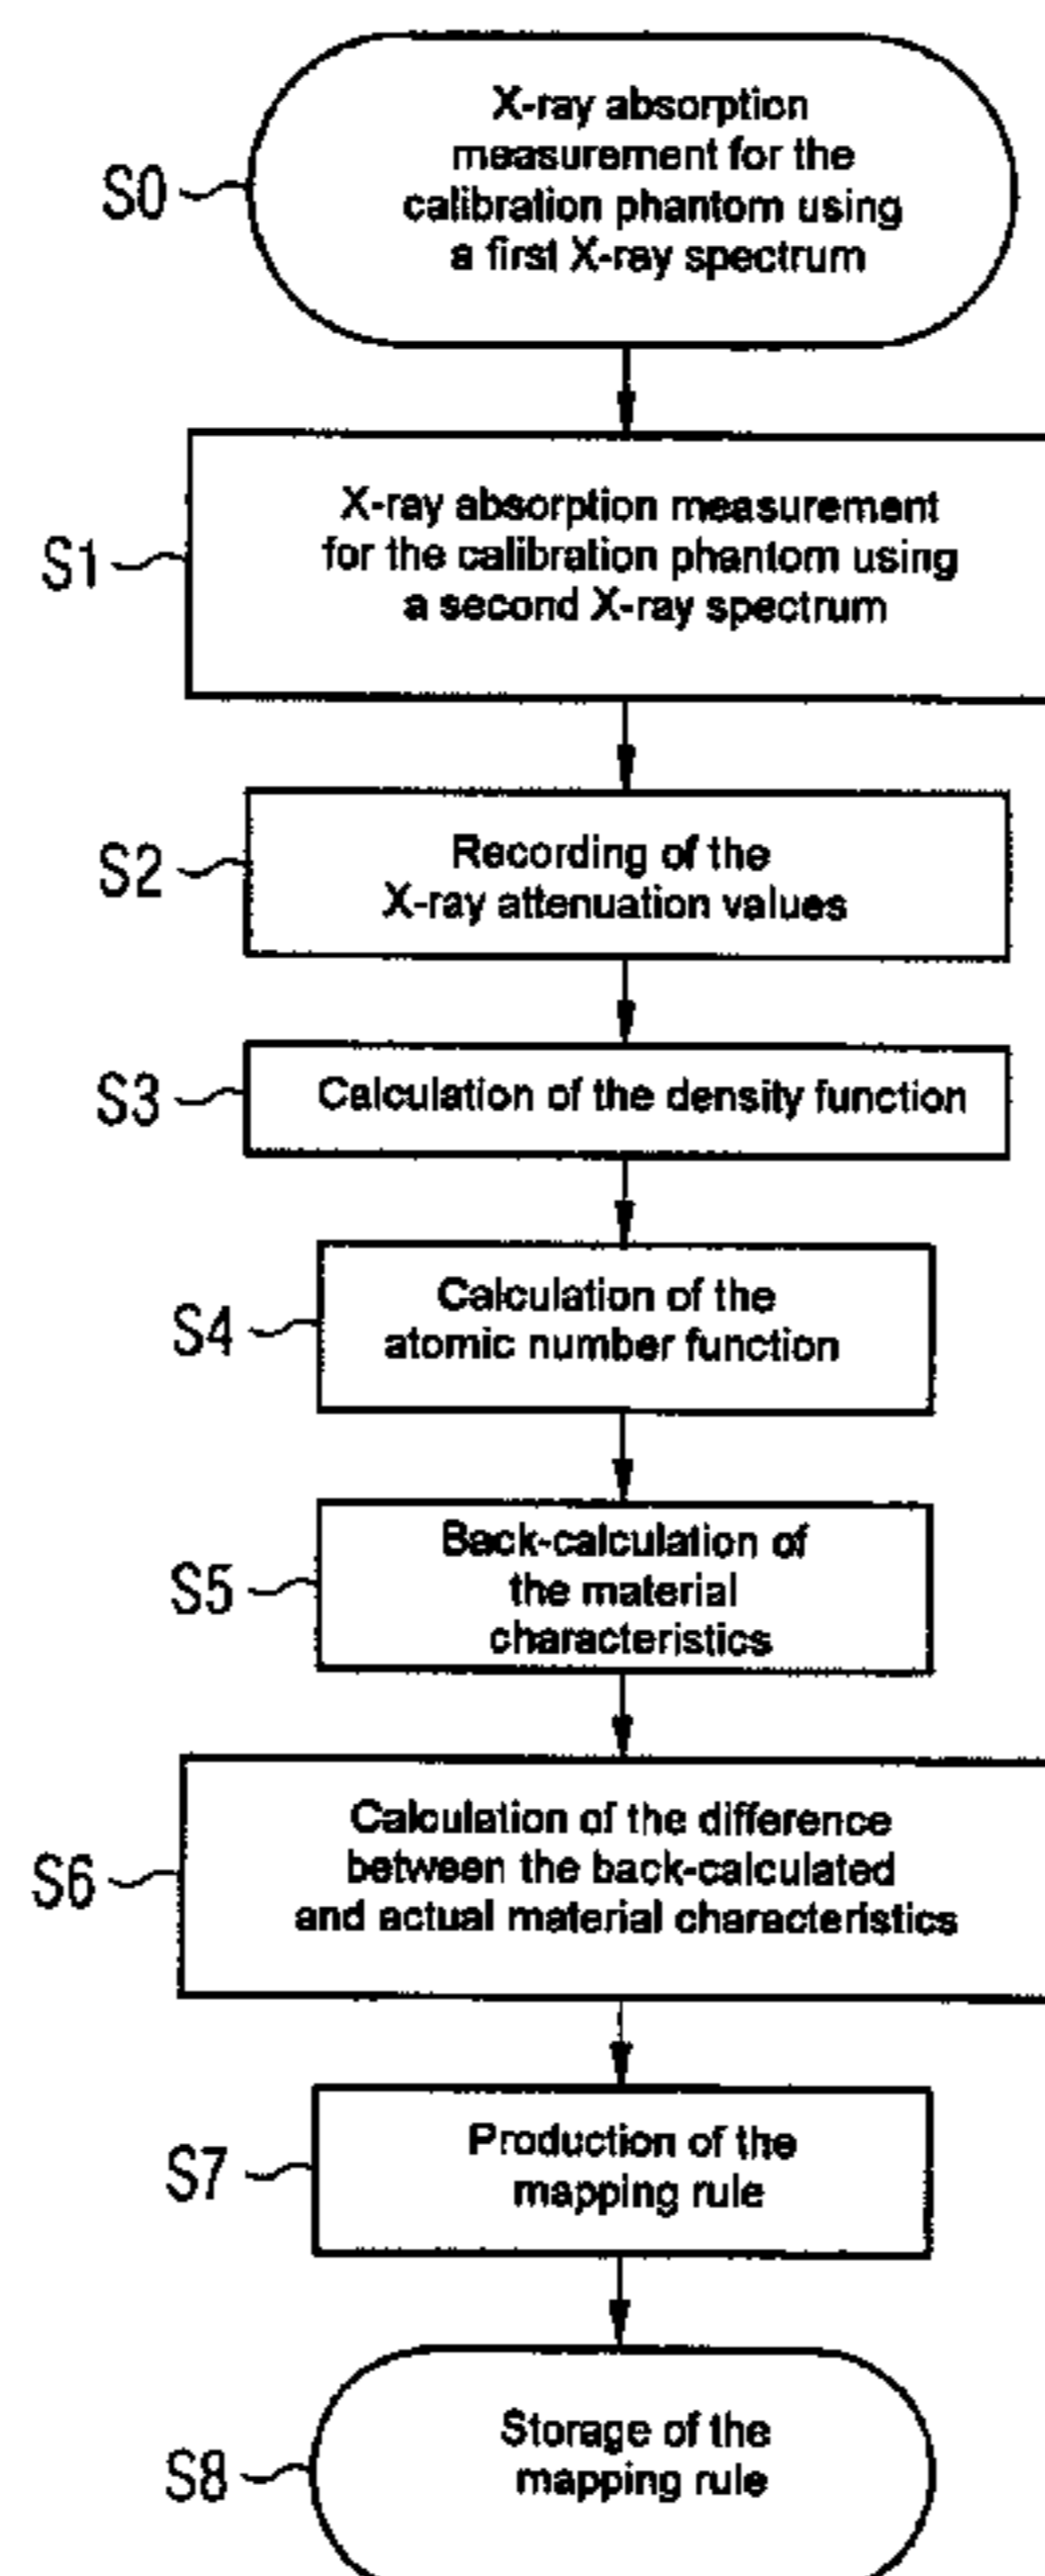 X-ray absorption
measurement for the
calibration phantom using
a first X-ray spectrum
S0
X-ray absorption measurement
for the calibration phantom using
a second X-ray spectrum
S1
Recording of the
X-ray attenuation values
S2
Calculation of the density function
S3
Calculation of the
atomic number function
S4
Back-calculation of
the material
characteristics
S5
Calculation of the difference
between the back-calculated
and actual material characteristics
S6
Production of the
mapping rule
S7
Storage of the
mapping rule
S8